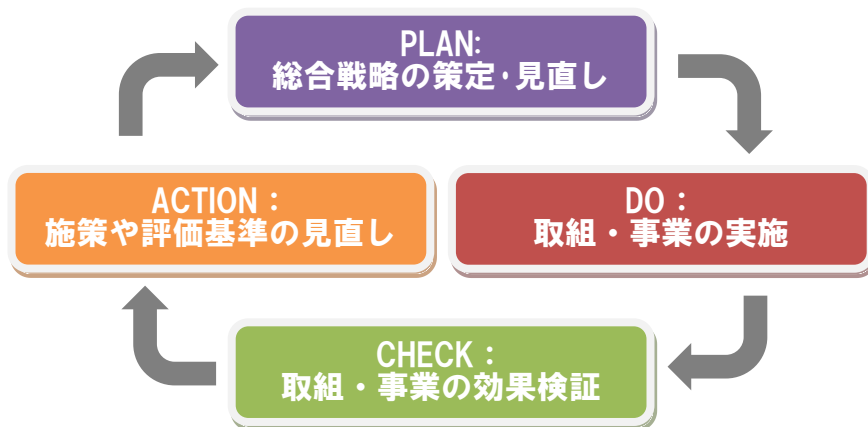 PLAN:
総合戦略の策定･見直し
ACTION：
施策や評価基準の見直し
DO：
取組・事業の実施
CHECK：
取組・事業の効果検証